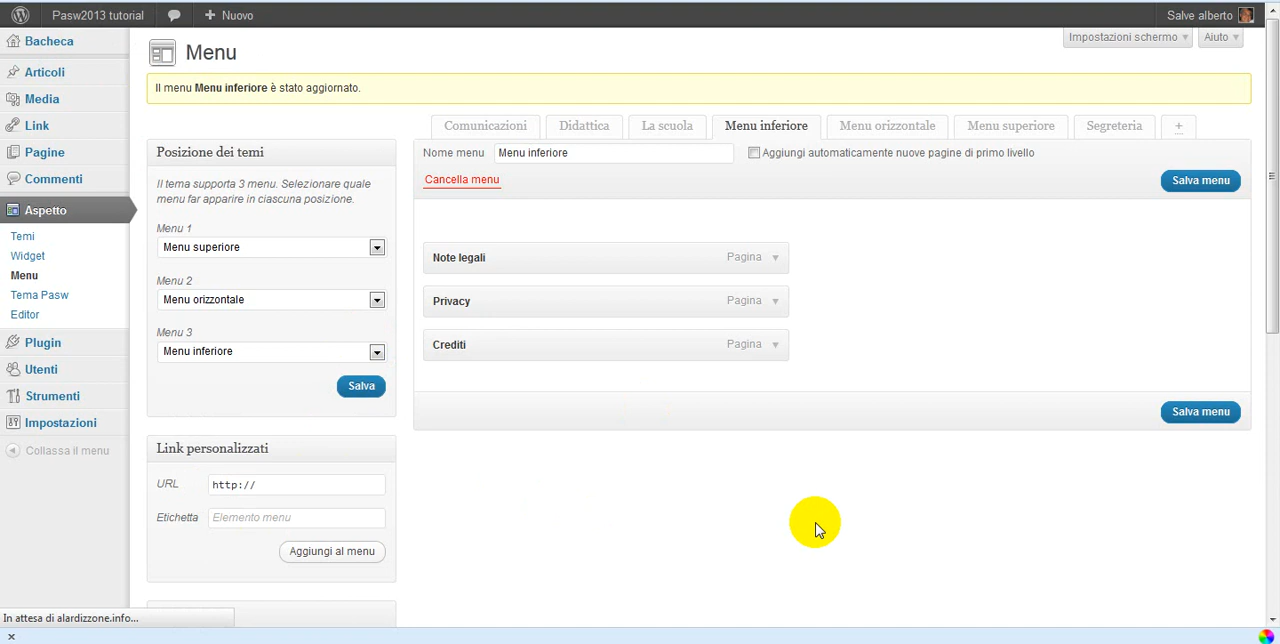 Pasw2013 tutorial
Nuovo
Salve alberto
Impostazioni schermo
Aiuto
Bacheca
Articoli
Media
Link
Pagine
Commenti
Aspetto
Temi
Widget
Menu
Tema Pasw
Editor
Plugin
Utenti
Strumenti
Impostazioni
Collassa il menu
Menu
Il menu Menu inferiore è stato aggiornato.
Posizione dei temi
Il tema supporta 3 menu. Selezionare quale
menu far apparire in ciascuna posizione.
Menu 1
Menu superiore
Menu 2
Menu orizzontale
Menu 3
Menu inferiore
Salva
Link personalizzati
URL http://
Etichetta Elemento menu
Aggiungi al menu
Comunicazioni Didattica La scuola Menu inferiore Menu orizzontale Menu superiore Segreteria +
Nome menu Menu inferiore Aggiungi automaticamente nuove pagine di primo livello
Cancella menu
Salva menu
Note legali Pagina
Privacy Pagina
Crediti Pagina
Salva menu
In attesa di alardizzone.info...